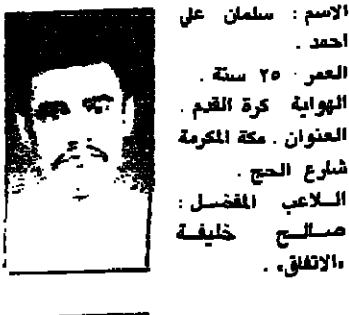 الاسم : سلمان علي
احمد .
العمر . ٢٥ سنة .
الهواية كرة القدم .
العنوان . مكة المكرمة
شارع الحج .
اللاعب المفضل :
صالح خليفة
«الاتفاق» .